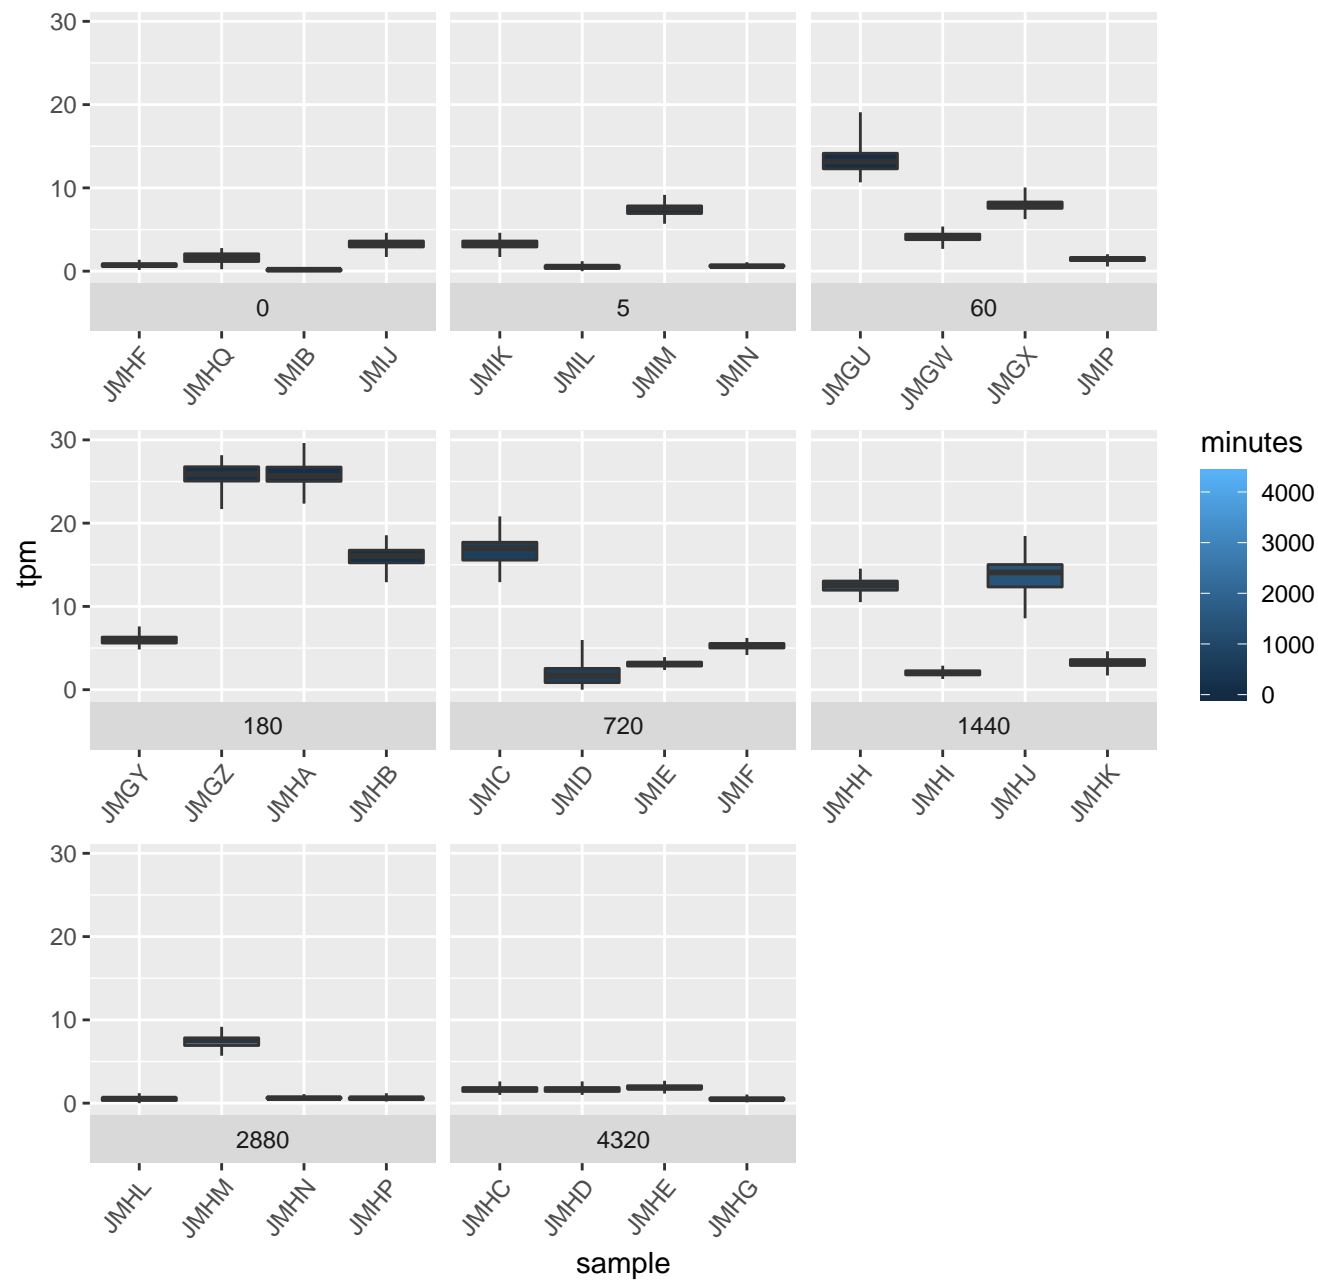 30
20
10
0
0
5
60
JMHF
JMHQ
JMIB
JMIJ
JMIK
JMIL
JMIM
JMIN
JMGU
JMGW
JMGX
JMIP
tpm
30
20
10
0
180
720
1440
JMGY
JMGZ
JMHA
JMHB
JMIC
JMID
JMIE
JMIF
JMHH
JMHI
JMHJ
JMHK
minutes
4000
3000
2000
1000
0
30
20
10
0
2880
4320
JMHL
JMHM
JMHN
JMHP
JMHC
JMHD
JMHE
JMHG
sample